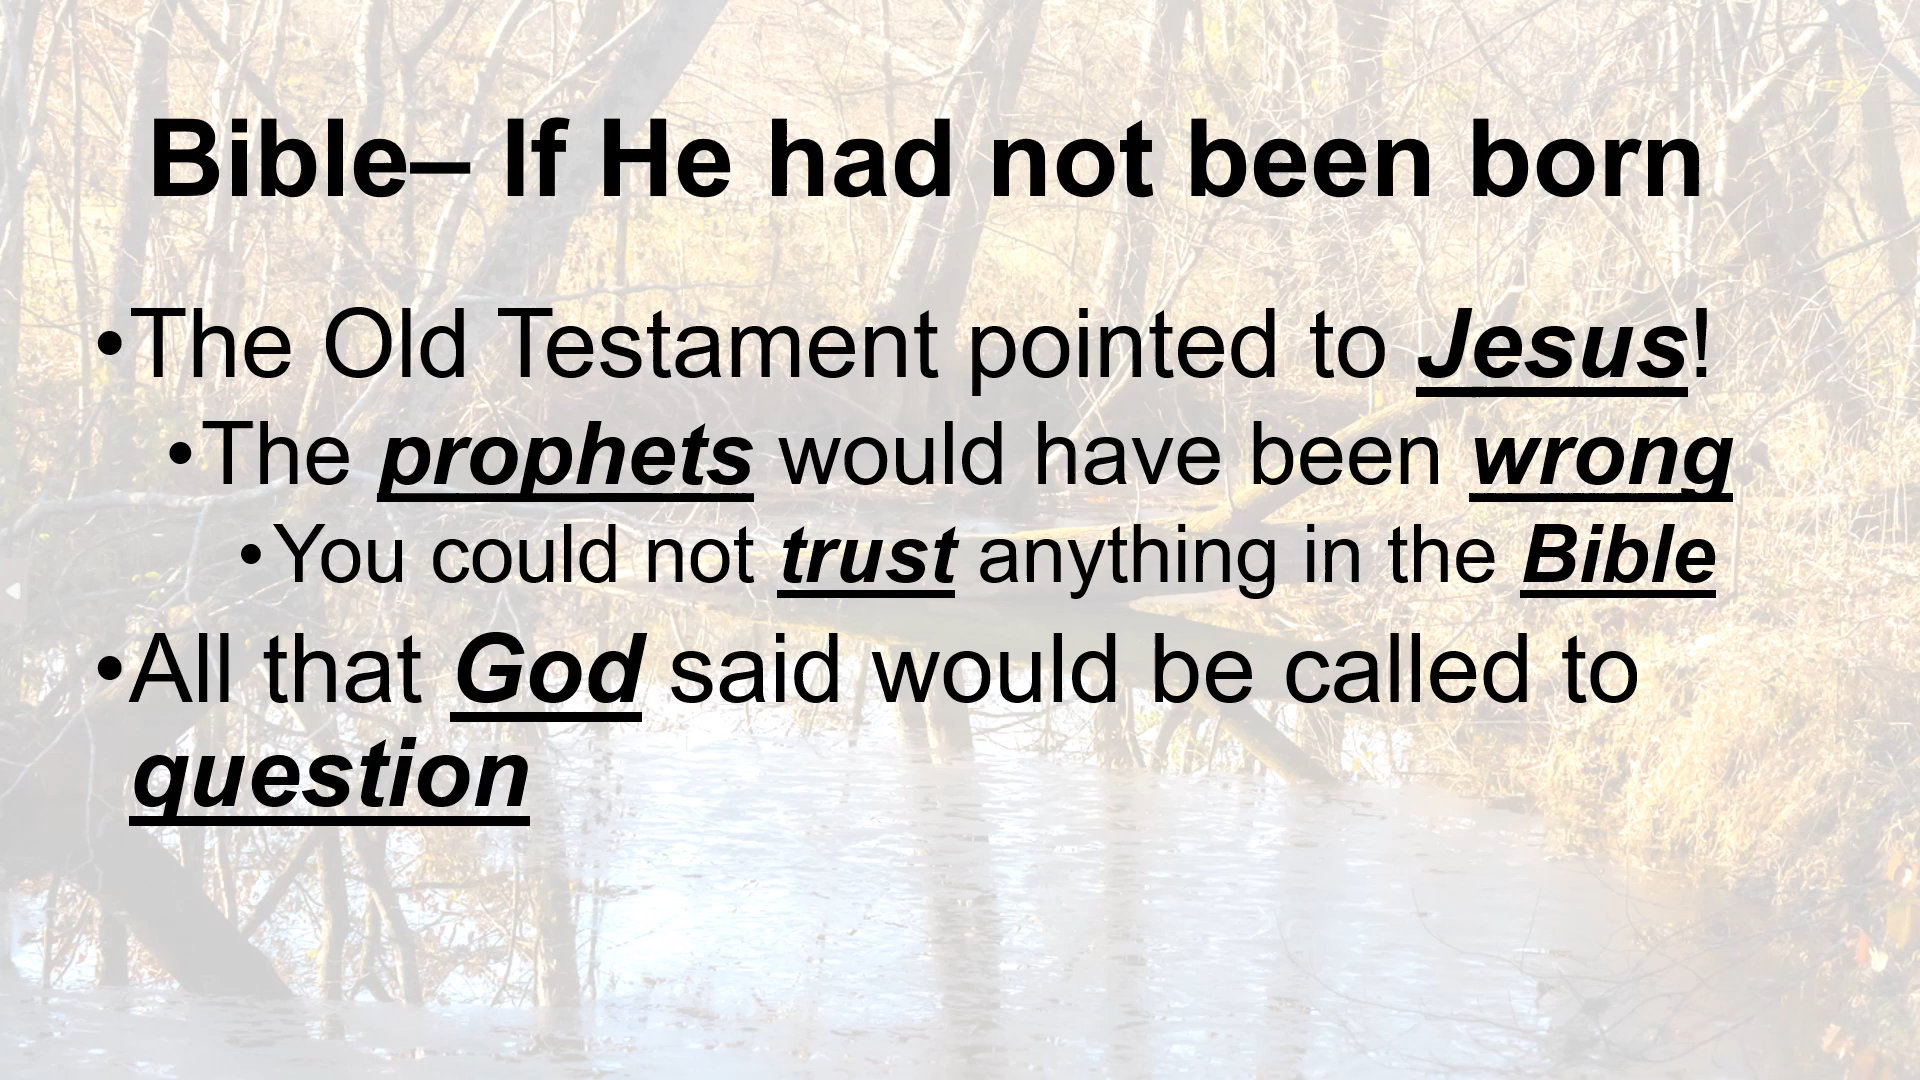 Bible– If He had not been born
•The Old Testament pointed to Jesus!
•The prophets would have been wrong
•You could not trust anything in the Bible
•All that God said would be called to
question